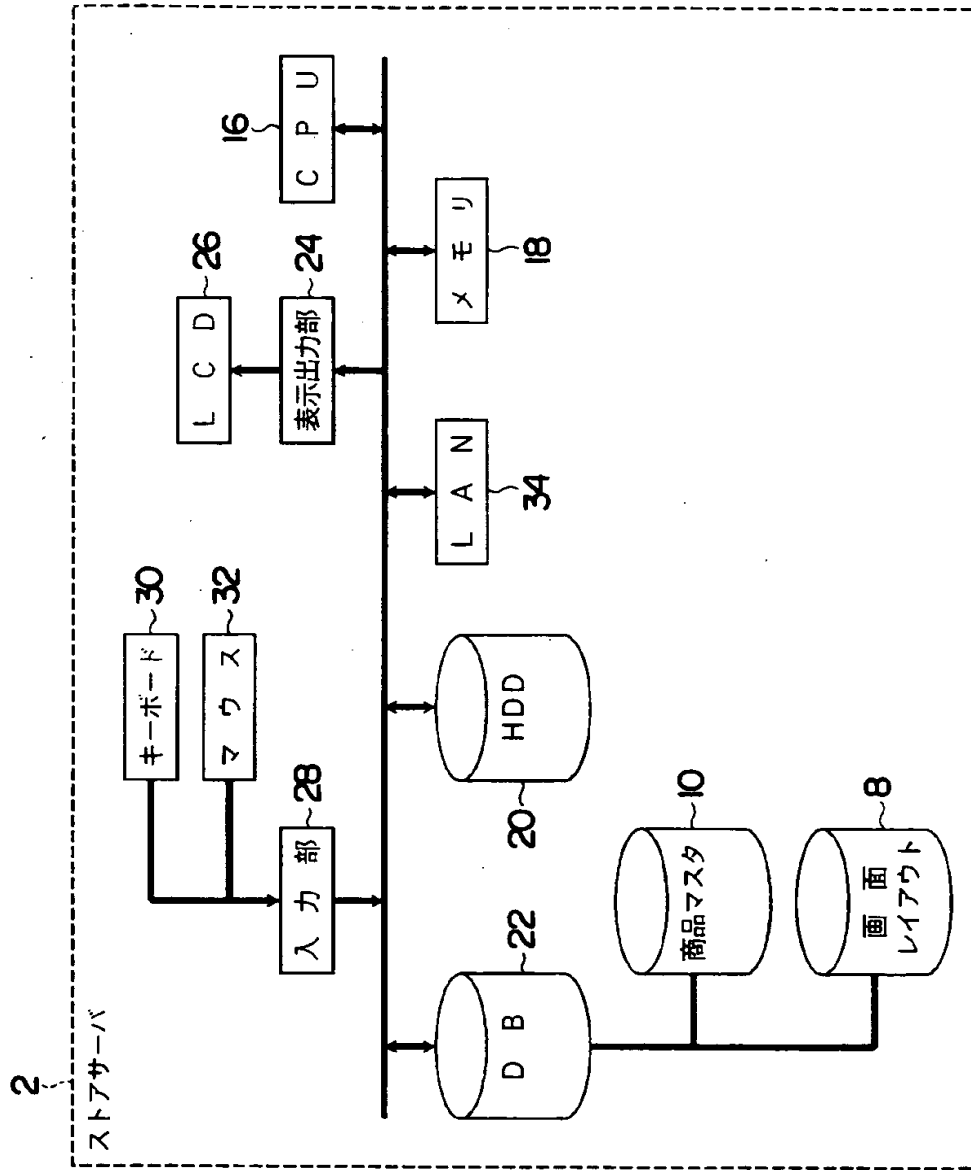 2
ストアサーバ
キーボード
30
マウス
32
入力部
28
LCD
26
表示出力部
24
CPU
16
DB
22
HDD
20
LAN
34
メモリ
18
商品マスタ
10
画面
レイアウト
8